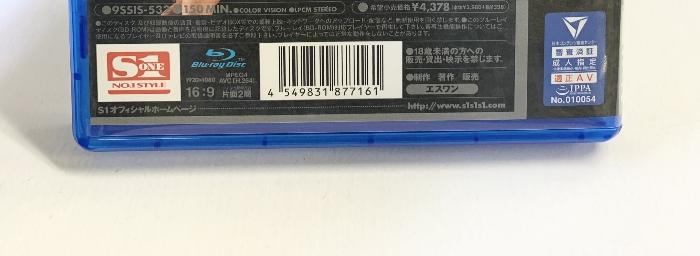 ●9SSIS-532 ●150 MIN. ●COLOR VISION ●LPCM STEREO
●希望小売価格 ¥4,378
S1 ONE
NO.1 STYLE
Blu-ray Disc
1920×1080
16:9
MPEG4
AVC(H.264)
片面2層
4 549831 877161
●18歳未満の方への
販売・貸出・映示を禁じます。
●制作 著作 販売
エスワン
S1オフィシャルホームページ
http://www.s1s1s1.com
審査済証
成人指定
適正AV
IPPA
No.010054